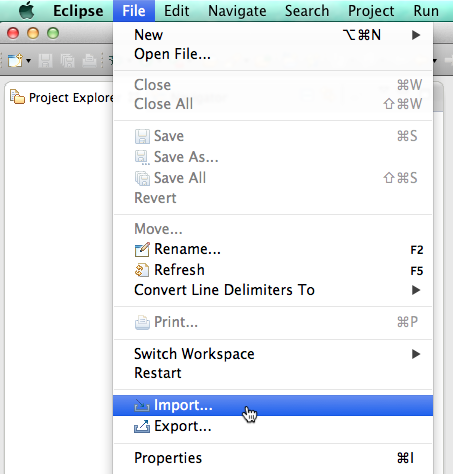 Eclipse File Edit Navigate Search Project Run
New ⌥⌘N ▶
Open File...
Project Explore
Close ⌘W
Close All ⇧⌘W
Save ⌘S
Save As...
Save All ⇧⌘S
Revert
Move...
Rename... F2
Refresh F5
Convert Line Delimiters To ▶
Print... ⌘P
Switch Workspace ▶
Restart
Import...
Export...
Properties ⌘I